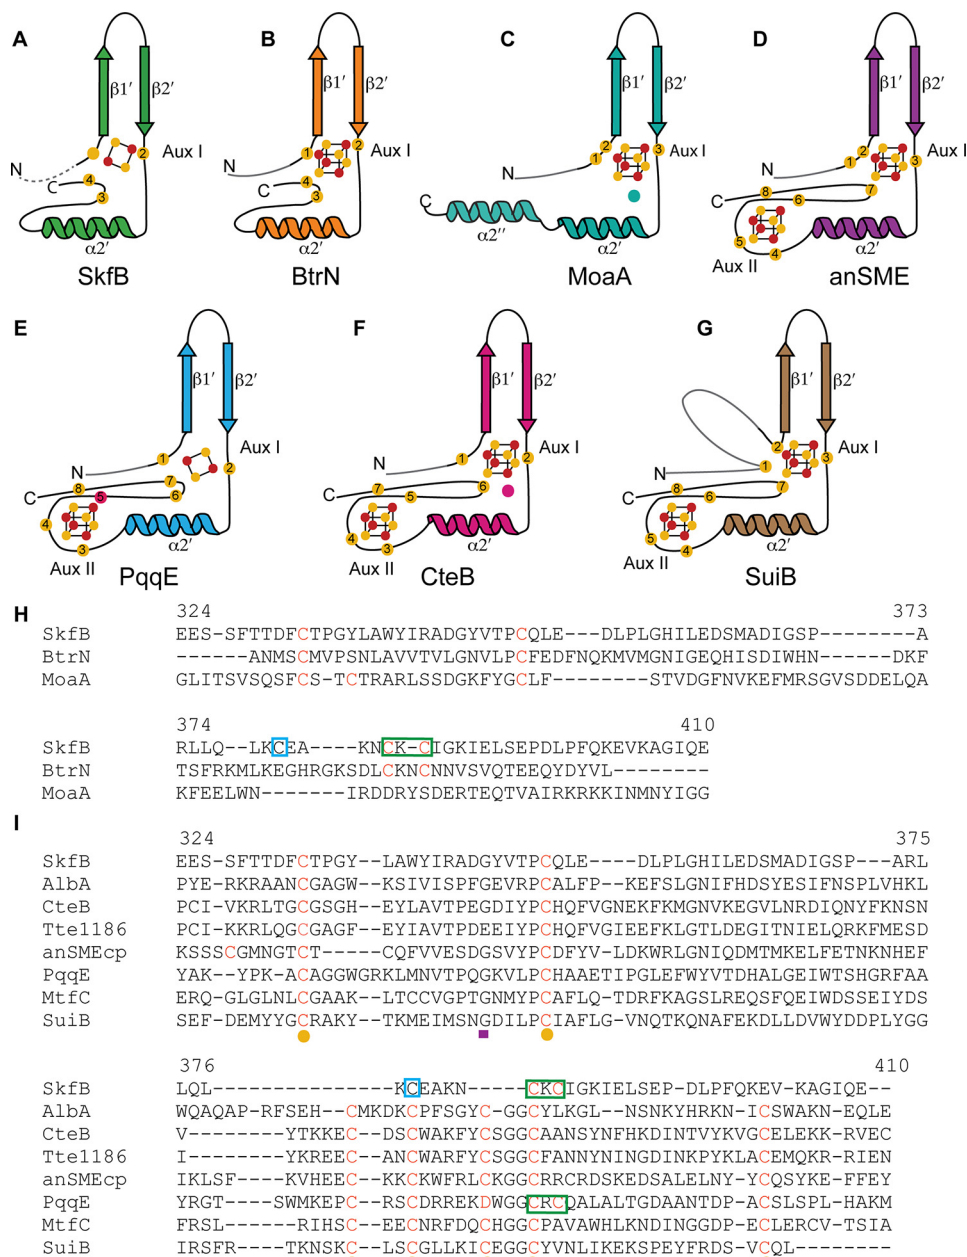 A B C D
β1′ β2′ β1′ β2′ β1′ β2′ β1′ β2′
N 2 Aux I N 1 2 Aux I N 1 2 3 Aux I N 1 2 3 Aux I
C 4 3 C 4 3 C C 8 7 6 5 4 Aux II
α2′ α2′ α2′′ α2′ α2′
SkfB BtrN MoaA anSME
E F G
β1′ β2′ β1′ β2′ β1′ β2′
N 1 2 Aux I N 1 2 Aux I N 1 2 3 Aux I
C 8 7 6 5 4 3 Aux II C 7 6 5 4 3 Aux II C 8 7 6 5 4 Aux II
α2′ α2′ α2′
PqqE CteB SuiB
H
324 373
SkfB EES-SFTTDFCTPGYLAWYIRADGYVTPCQLE---DLPLGHILEDSMADIGSP--------A
BtrN ------ANMSCMVPSNLAVVTVLGNVLPCFEDFNQKMVMGNIGEQHISDIWHN------DKF
MoaA GLITSVSQSFCS-TCTRARLSSDGKFYGCLF--------STVDGFNVKEFMRSGVSDDELQA
374 410
SkfB RLLQ--LKCEA----KNCK-CIGKIELSEPDLPFQKEVKAGIQE
BtrN TSFRKMLKEGHRGKSDLCKNCNNVSVQTEEQYDYVL--------
MoaA KFEELWN-------IRDDRYSDERTEQTVAIRKRKKINMNYIGG
I
324 375
SkfB EES-SFTTDFCTPGY--LAWYIRADGYVTPCQLE----DLPLGHILEDSMADIGSP---ARL
AlbA PYE-RKRAANCGAGW--KSIVISPFGEVRPCALFP---KEFSLGNIFHDSYESIFNSPLVHKL
CteB PCI-VKRLTGCGSGH--EYLAVTPEGDIYPCHQFVGNEKFKMGNVKEGVLNRDIQNYFKNSN
Tte1186 PCI-KKRLQGCGAGF--EYIAVTPDEEIYPCHQFVGIEEFKLGTLDEGITNIELQRKFMESD
anSMEcp KSSSCGMNGTCT-----CQFVVESDGSVYPCDFYV-LDKWRLGNIQDMTMKELFETNKNHEF
PqqE YAK--YPK-ACAGGWGRKLMNVTPQGKVLPCHAAETIPGLEFWYVTDHALGEIWTSHGRFAA
MtfC ERQ-GLGLNLCGAAK--LTCCVGPTGNMYPCAFLQ-TDRFKAGSLREQSFQEIWDSSEIYDS
SuiB SEF-DEMYYGCRAKY--TKMEIMSNGDILPCIAFLG-VNQTKQNAFEKDLLDVWYDDPLYGG
376 410
SkfB LQL--------------KCEAKN-----CKCIGKIELSEP-DLPFQKEV-KAGIQE--
AlbA WQAQAP-RFSEH--CMKDKCPFSGYC-GGCYLKGL--NSNKYHRKN-ICSWAKN-EQLE
CteB V--------YTKKEC--DSCWAKFYCSGGCAANSYNFHKDINTVYKVGCELEKK-RVEC
Tte1186 I--------YKREEC--ANCWARFYCSGGCFANNYNINGDINKPYKLACEMQKR-RIEN
anSMEcp IKLSF----KVHEEC--KKCKWFRLCKGGCRRCRDSKEDSALELNY-YCQSYKEFFEY
PqqE YRGT----SWMKEPC--RSCDRREKDWGGCRCQALALTGDAANTDP-ACSLSPL-HAKM
MtfC FRSL------RIHSC--EECNRFDQCHGGCPAVAWHLKNDINGGDP-ECLERCV-TSIA
SuiB IRSFR----TKNSKC--LSCGLLKICEGGCYVNLIKEKSPEYFRDS-VCQL--------